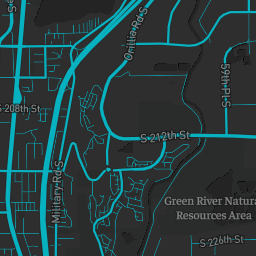 Orillia Rd S
59th Pl S
S 208th St
S 212th St
Military Rd S
Green River Natura
Resources Area
S 226th St